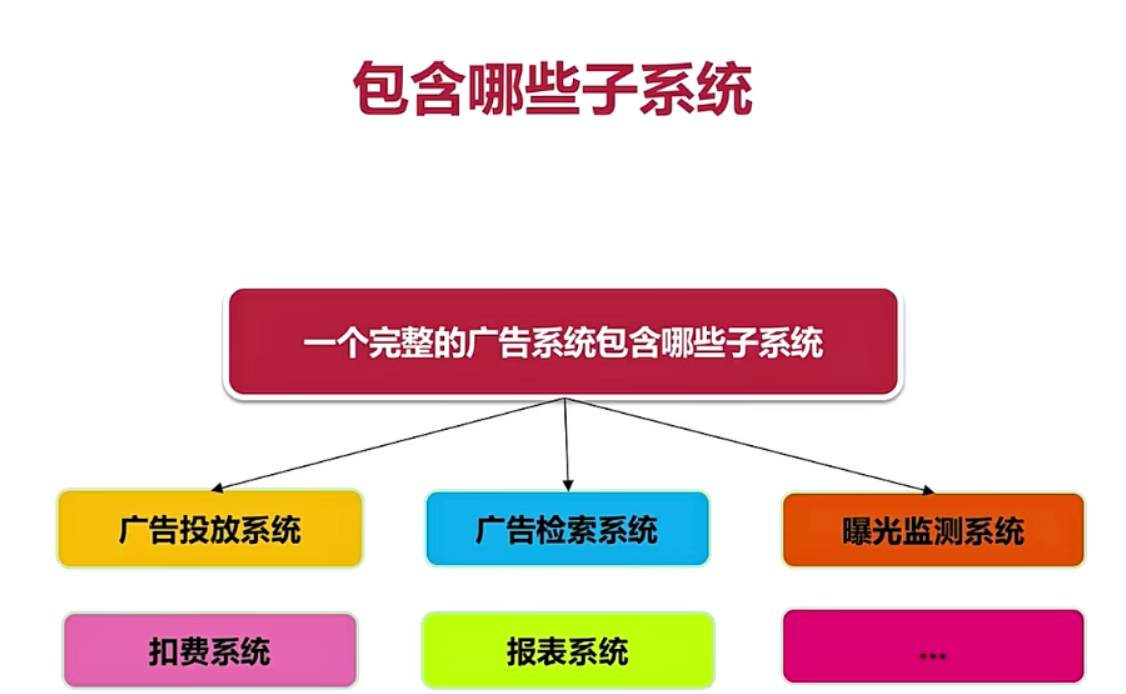 包含哪些子系统
一个完整的广告系统包含哪些子系统
广告投放系统
广告检索系统
曝光监测系统
扣费系统
报表系统
...